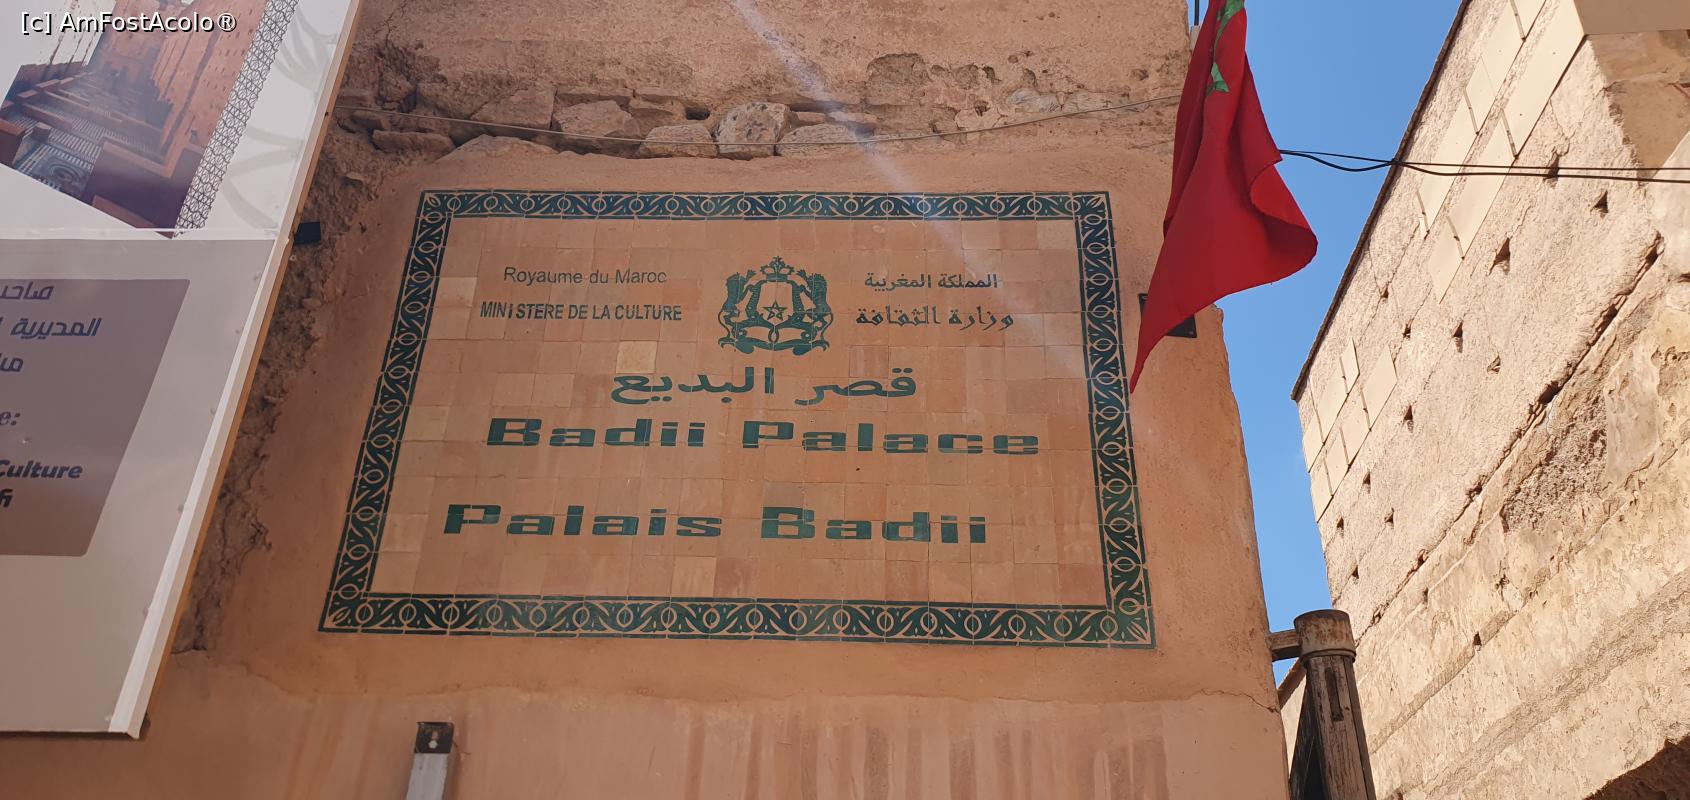 [c] AmFostAcolo®
Royaume du Maroc
المملكة المغربية
MINISTERE DE LA CULTURE
وزارة الثقافة
قصر البديع
Badii Palace
Palais Badii
المديرية
Culture